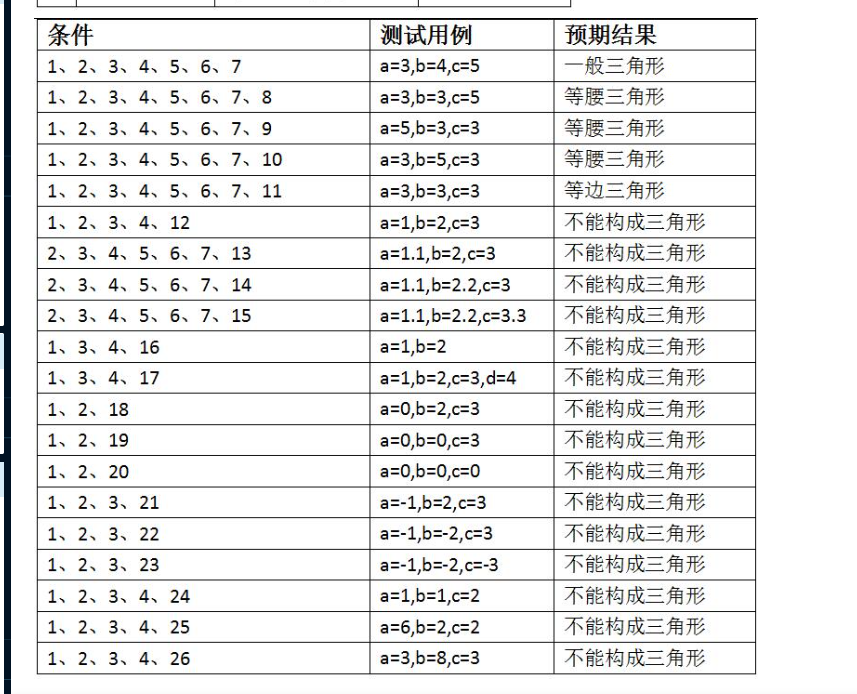 条件 测试用例 预期结果
1、2、3、4、5、6、7 a=3,b=4,c=5 一般三角形
1、2、3、4、5、6、7、8 a=3,b=3,c=5 等腰三角形
1、2、3、4、5、6、7、9 a=5,b=3,c=3 等腰三角形
1、2、3、4、5、6、7、10 a=3,b=5,c=3 等腰三角形
1、2、3、4、5、6、7、11 a=3,b=3,c=3 等边三角形
1、2、3、4、12 a=1,b=2,c=3 不能构成三角形
2、3、4、5、6、7、13 a=1.1,b=2,c=3 不能构成三角形
2、3、4、5、6、7、14 a=1.1,b=2.2,c=3 不能构成三角形
2、3、4、5、6、7、15 a=1.1,b=2.2,c=3.3 不能构成三角形
1、3、4、16 a=1,b=2 不能构成三角形
1、3、4、17 a=1,b=2,c=3,d=4 不能构成三角形
1、2、18 a=0,b=2,c=3 不能构成三角形
1、2、19 a=0,b=0,c=3 不能构成三角形
1、2、20 a=0,b=0,c=0 不能构成三角形
1、2、3、21 a=-1,b=2,c=3 不能构成三角形
1、2、3、22 a=-1,b=-2,c=3 不能构成三角形
1、2、3、23 a=-1,b=-2,c=-3 不能构成三角形
1、2、3、4、24 a=1,b=1,c=2 不能构成三角形
1、2、3、4、25 a=6,b=2,c=2 不能构成三角形
1、2、3、4、26 a=3,b=8,c=3 不能构成三角形